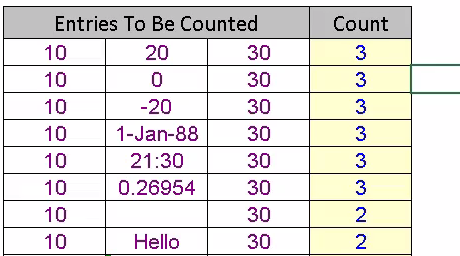 Entries To Be Counted Count
10 20 30 3
10 0 30 3
10 -20 30 3
10 1-Jan-88 30 3
10 21:30 30 3
10 0.26954 30 3
10 30 2
10 Hello 30 2